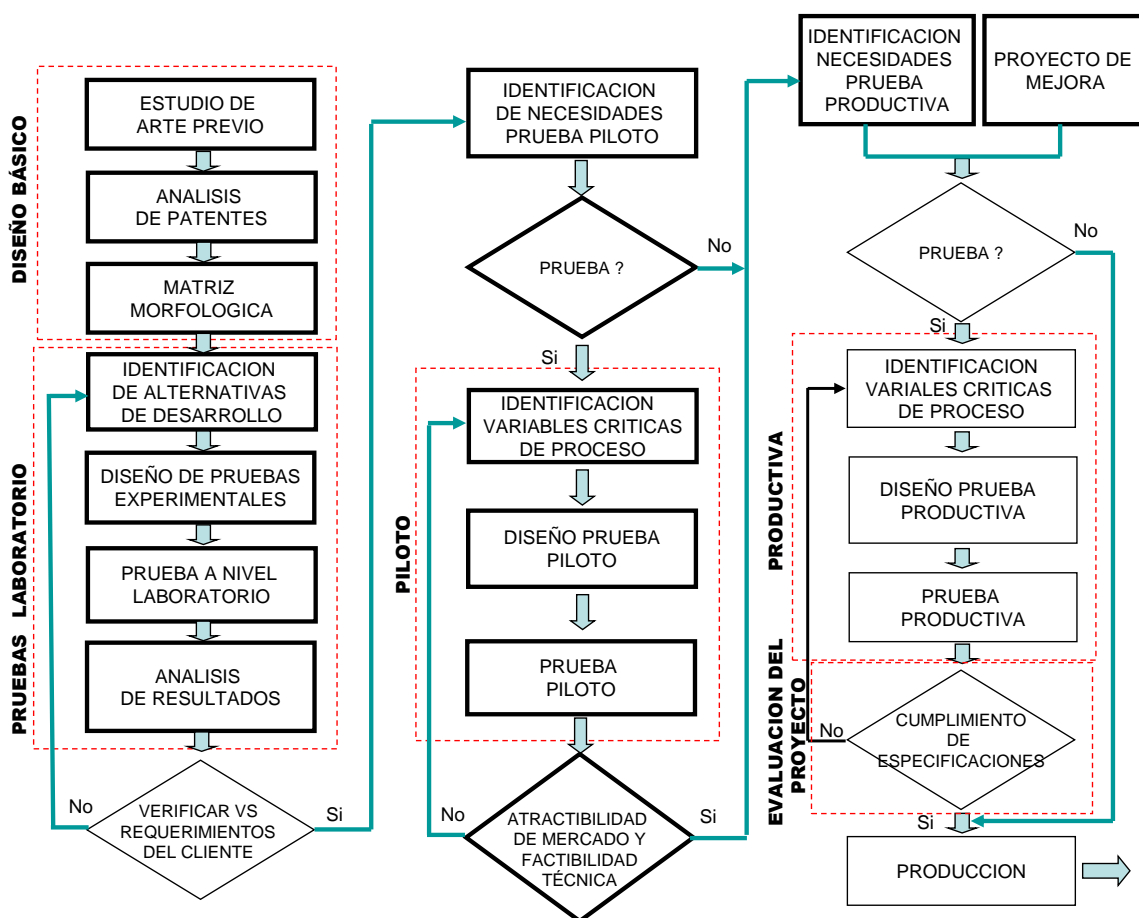 DISEÑO BÁSICO
ESTUDIO DE
ARTE PREVIO
ANALISIS
DE PATENTES
MATRIZ
MORFOLOGICA
PRUEBAS LABORATORIO
IDENTIFICACION
DE ALTERNATIVAS
DE DESARROLLO
DISEÑO DE PRUEBAS
EXPERIMENTALES
PRUEBA A NIVEL
LABORATORIO
ANALISIS
DE RESULTADOS
No
VERIFICAR VS
REQUERIMIENTOS
DEL CLIENTE
Si
IDENTIFICACION
DE NECESIDADES
PRUEBA PILOTO
PRUEBA ?
No
Si
PILOTO
IDENTIFICACION
VARIABLES CRITICAS
DE PROCESO
DISEÑO PRUEBA
PILOTO
PRUEBA
PILOTO
No
ATRACTIBILIDAD
DE MERCADO Y
FACTIBILIDAD
TÉCNICA
Si
IDENTIFICACION
NECESIDADES
PRUEBA
PRODUCTIVA
PROYECTO DE
MEJORA
PRUEBA ?
No
Si
PRODUCTIVA
IDENTIFICACION
VARIALES CRITICAS
DE PROCESO
DISEÑO PRUEBA
PRODUCTIVA
PRUEBA
PRODUCTIVA
EVALUACION DEL
PROYECTO
No
CUMPLIMIENTO
DE
ESPECIFICACIONES
Si
PRODUCCION